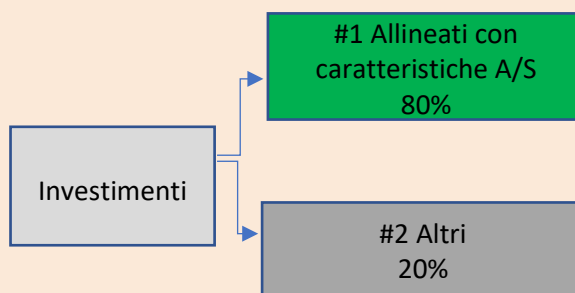 #1 Allineati con
caratteristiche A/S
80%
Investimenti
#2 Altri
20%